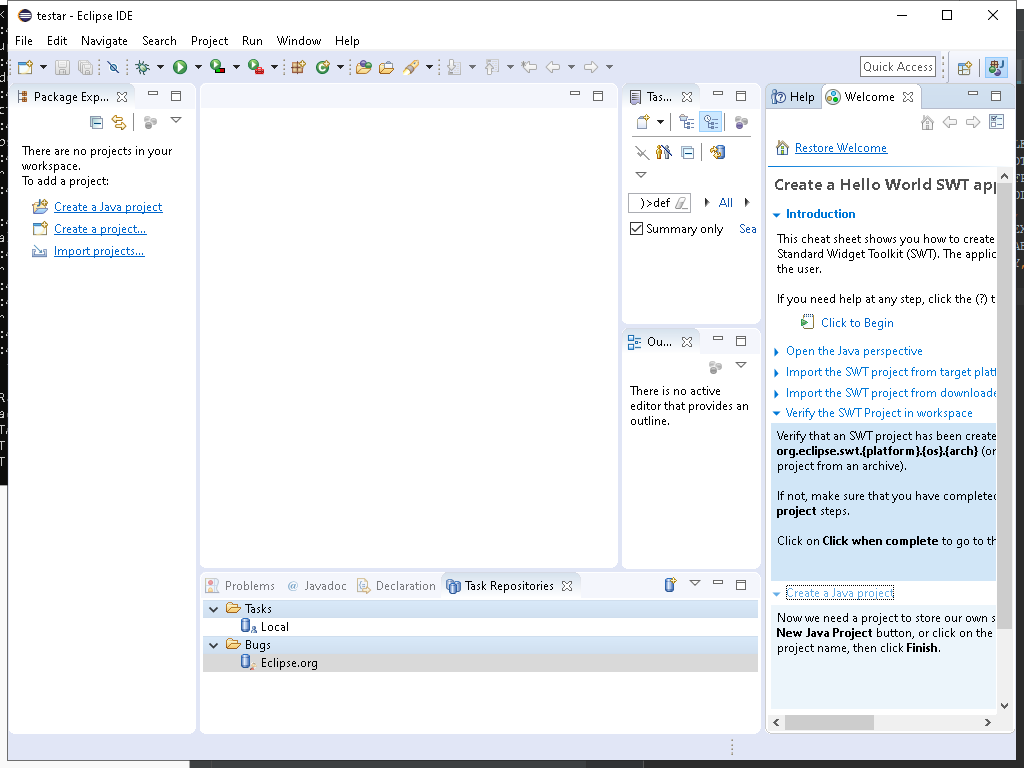 testar - Eclipse IDE
File Edit Navigate Search Project Run Window Help
Quick Access
Package Exp...
There are no projects in your
workspace.
To add a project:
Create a Java project
Create a project...
Import projects...
Tas...
)>def
All
Summary only Sea
Ou...
There is no active
editor that provides an
outline.
Help Welcome
Restore Welcome
Create a Hello World SWT app
Introduction
This cheat sheet shows you how to create
Standard Widget Toolkit (SWT). The applic
the user.
If you need help at any step, click the (?) t
Click to Begin
Open the Java perspective
Import the SWT project from target platf
Import the SWT project from downloade
Verify the SWT Project in workspace
Verify that an SWT project has been create
org.eclipse.swt.{platform}.{os}.{arch} (or
project from an archive).
If not, make sure that you have completed
project steps.
Click on Click when complete to go to th
Create a Java project
Now we need a project to store our own s
New Java Project button, or click on the
project name, then click Finish.
Problems Javadoc Declaration Task Repositories
Tasks
Local
Bugs
Eclipse.org